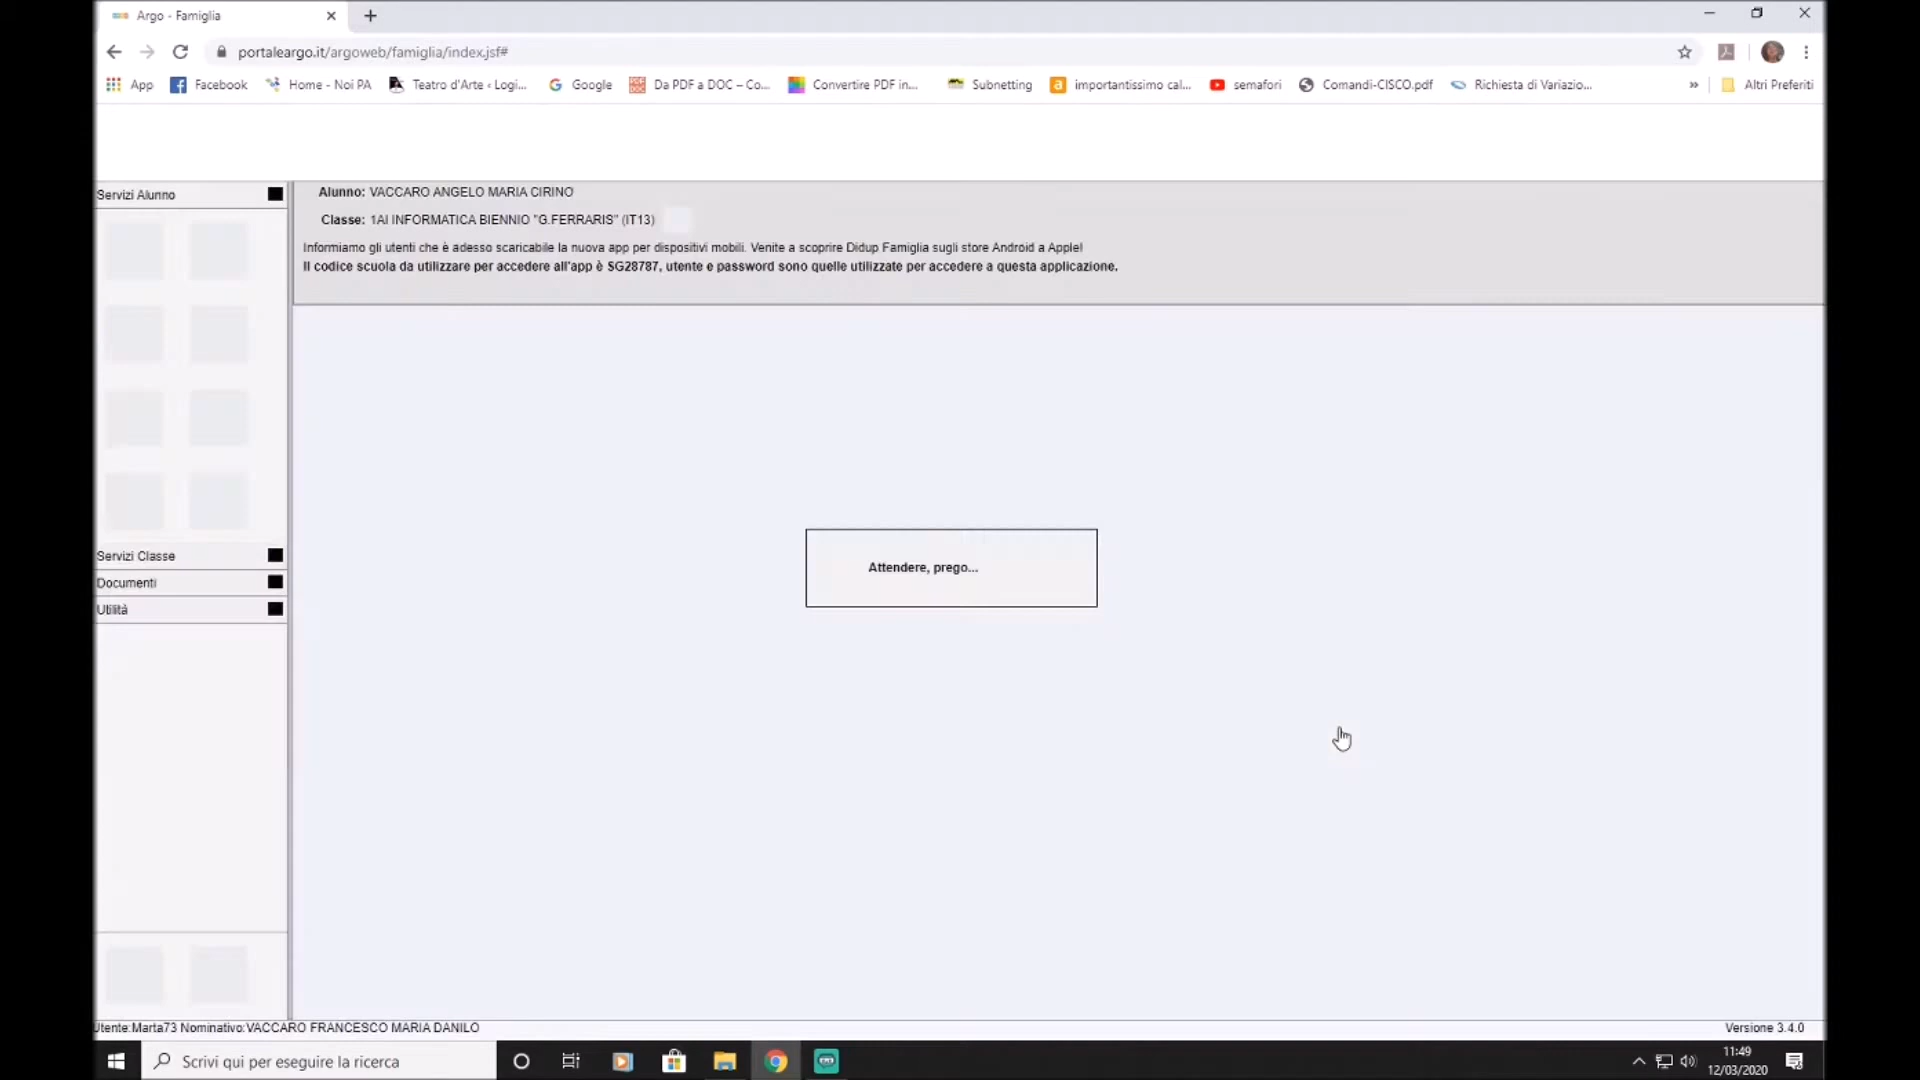 Argo - Famiglia
portaleargo.it/argoweb/famiglia/index.jsf#
App Facebook Home - Noi PA Teatro d'Arte ‹ Logi... Google Da PDF a DOC – Co... Convertire PDF in... Subnetting importantissimo cal... semafori Comandi-CISCO.pdf Richiesta di Variazio... » Altri Preferiti
Servizi Alunno
Alunno: VACCARO ANGELO MARIA CIRINO
Classe: 1AI INFORMATICA BIENNIO "G.FERRARIS" (IT13)
Informiamo gli utenti che è adesso scaricabile la nuova app per dispositivi mobili. Venite a scoprire Didup Famiglia sugli store Android a Apple!
Il codice scuola da utilizzare per accedere all'app è SG28787, utente e password sono quelle utilizzate per accedere a questa applicazione.
Attendere, prego...
Servizi Classe
Documenti
Utilità
Utente:Marta73 Nominativo:VACCARO FRANCESCO MARIA DANILO
Versione 3.4.0
Scrivi qui per eseguire la ricerca
11:49
12/03/2020